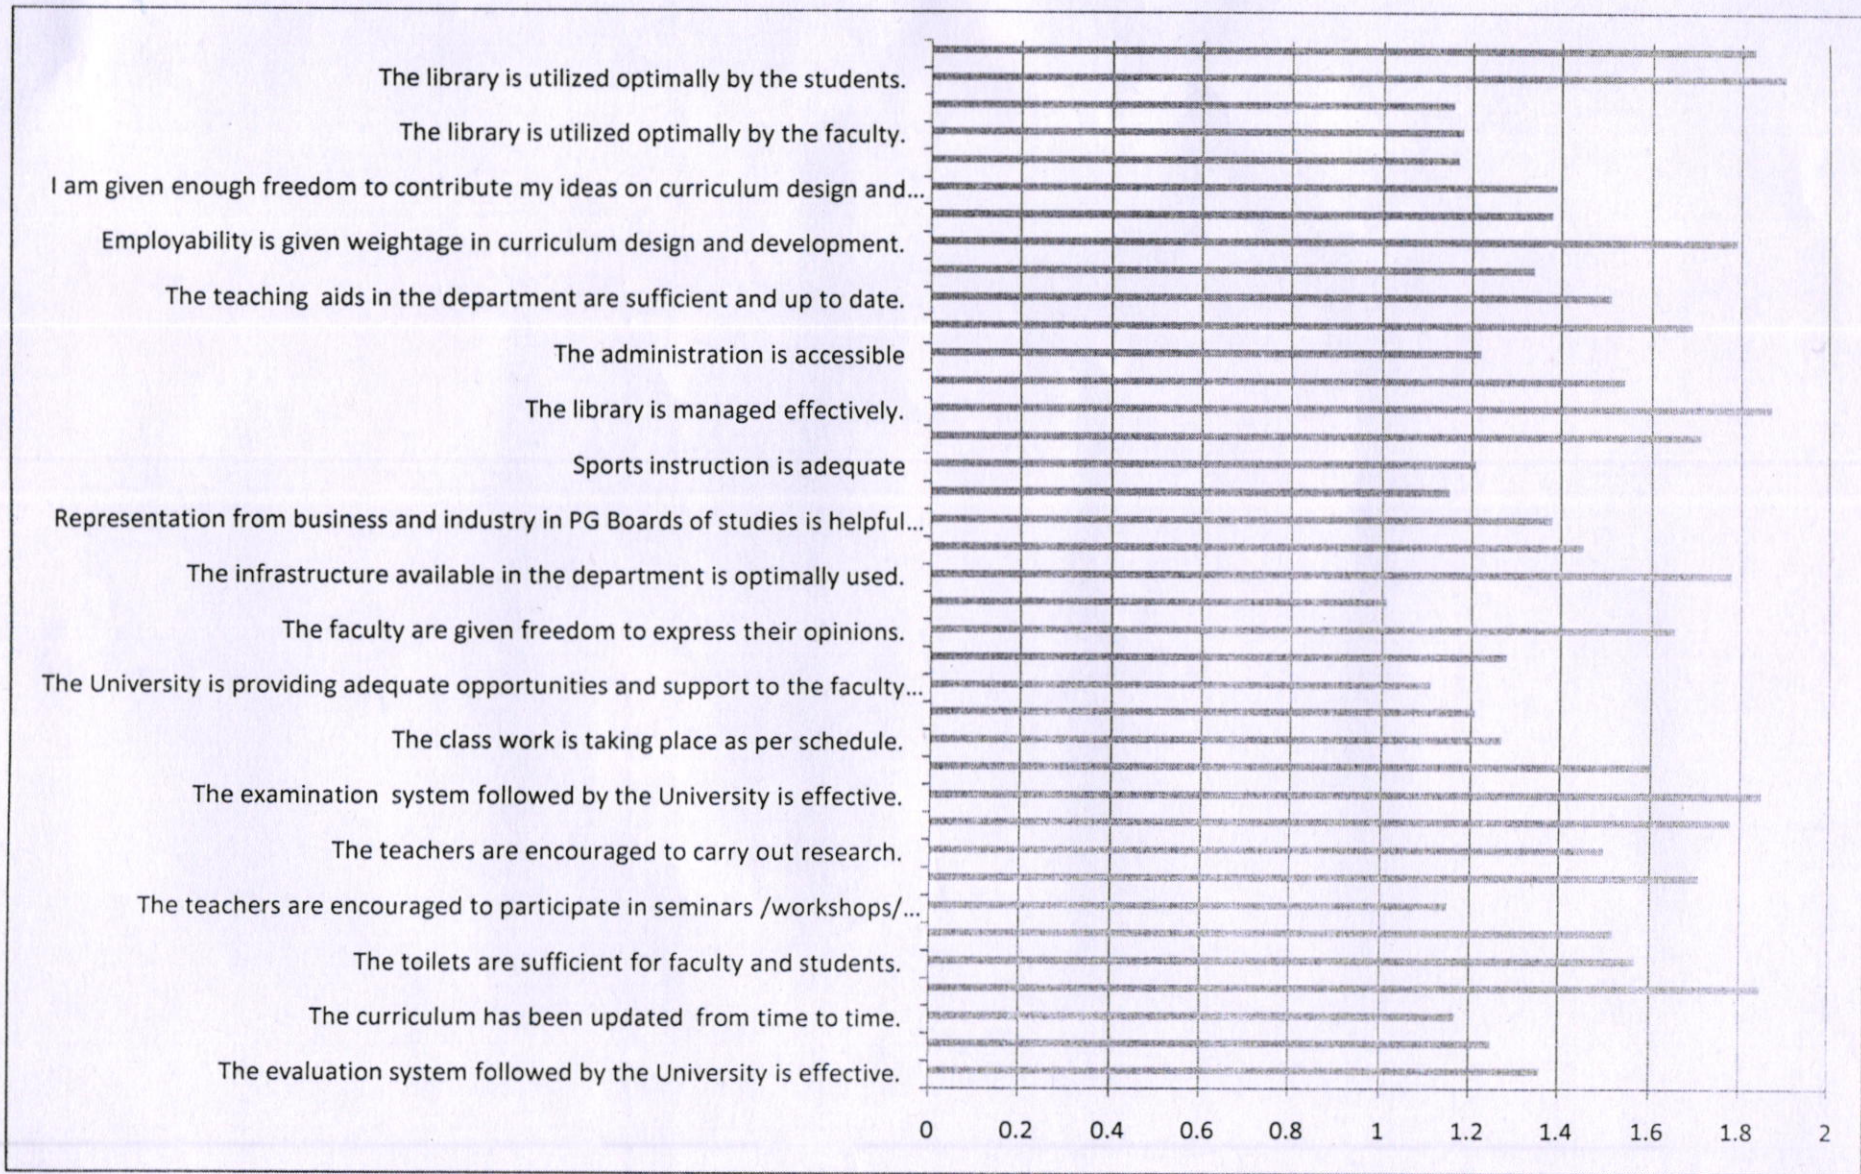 The library is utilized optimally by the students.
The library is utilized optimally by the faculty.
I am given enough freedom to contribute my ideas on curriculum design and...
Employability is given weightage in curriculum design and development.
The teaching aids in the department are sufficient and up to date.
The administration is accessible
The library is managed effectively.
Sports instruction is adequate
Representation from business and industry in PG Boards of studies is helpful...
The infrastructure available in the department is optimally used.
The faculty are given freedom to express their opinions.
The University is providing adequate opportunities and support to the faculty...
The class work is taking place as per schedule.
The examination system followed by the University is effective.
The teachers are encouraged to carry out research.
The teachers are encouraged to participate in seminars /workshops/...
The toilets are sufficient for faculty and students.
The curriculum has been updated from time to time.
The evaluation system followed by the University is effective.
0 0.2 0.4 0.6 0.8 1 1.2 1.4 1.6 1.8 2